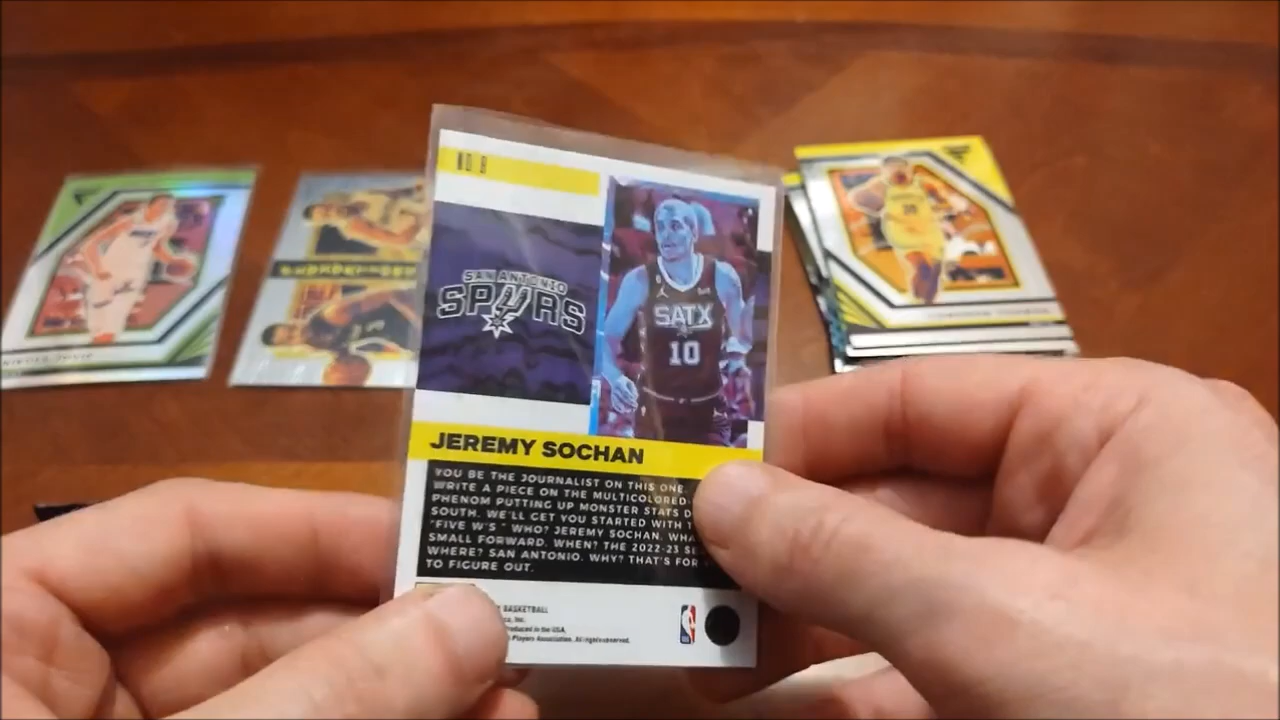 NO. 8
SAN ANTONIO
SPURS
SATX
10
JEREMY SOCHAN
YOU BE THE JOURNALIST ON THIS ONE.
WRITE A PIECE ON THE MULTICOLORED-
PHENOM PUTTING UP MONSTER STATS
SOUTH. WE'LL GET YOU STARTED WITH
"FIVE W'S" WHO? JEREMY SOCHAN.
SMALL FORWARD. WHEN? THE 2022-23
WHERE? SAN ANTONIO. WHY? THAT'S FOR
TO FIGURE OUT.
BASKETBALL
Inc.
Produced in the USA.
Players Association. All rights reserved.